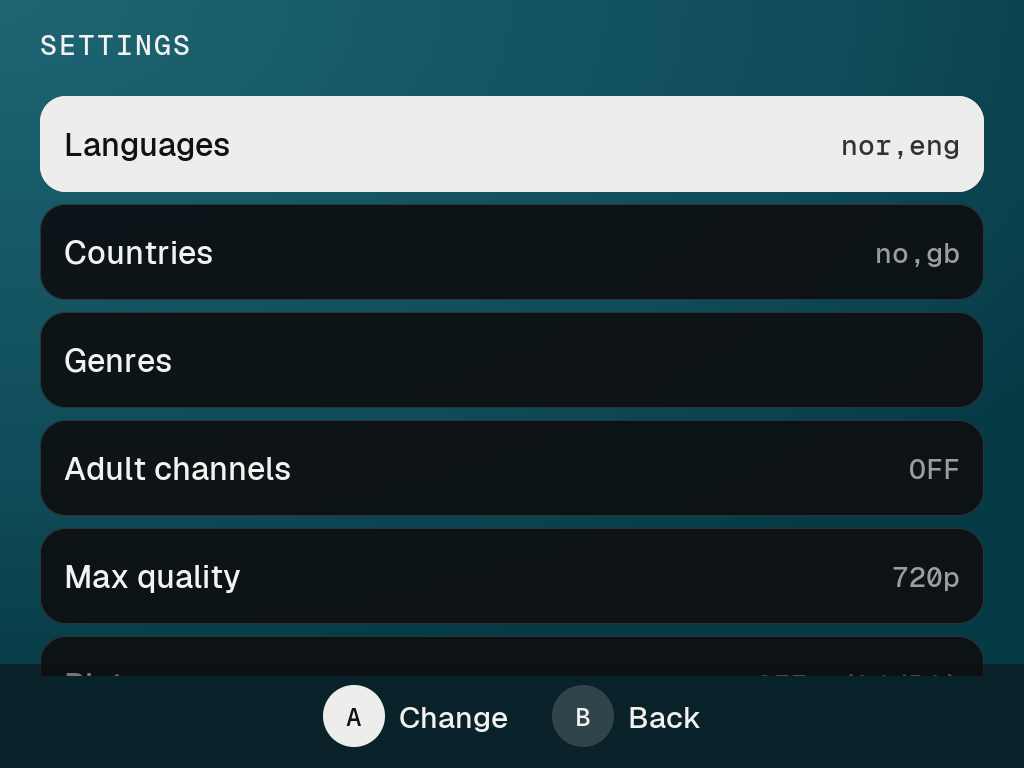 SETTINGS
Languages nor,eng
Countries no,gb
Genres
Adult channels OFF
Max quality 720p
A Change B Back